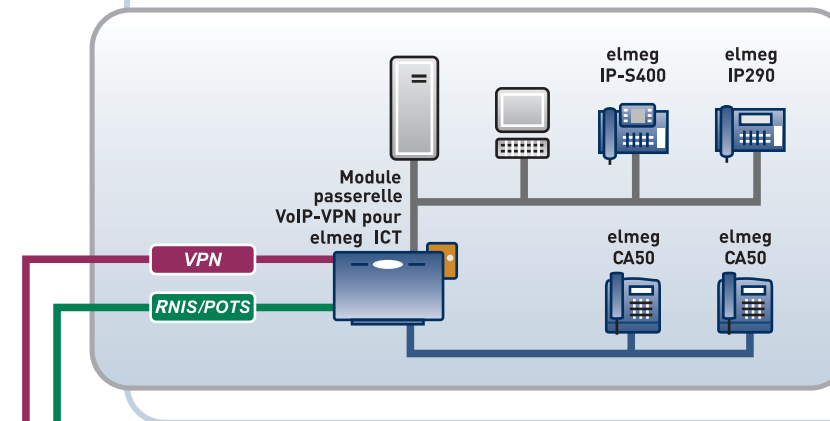 elmeg
IP-S400
elmeg
IP290
Module
passerelle
VoIP-VPN pour
elmeg ICT
VPN
RNIS/POTS
elmeg
CA50
elmeg
CA50